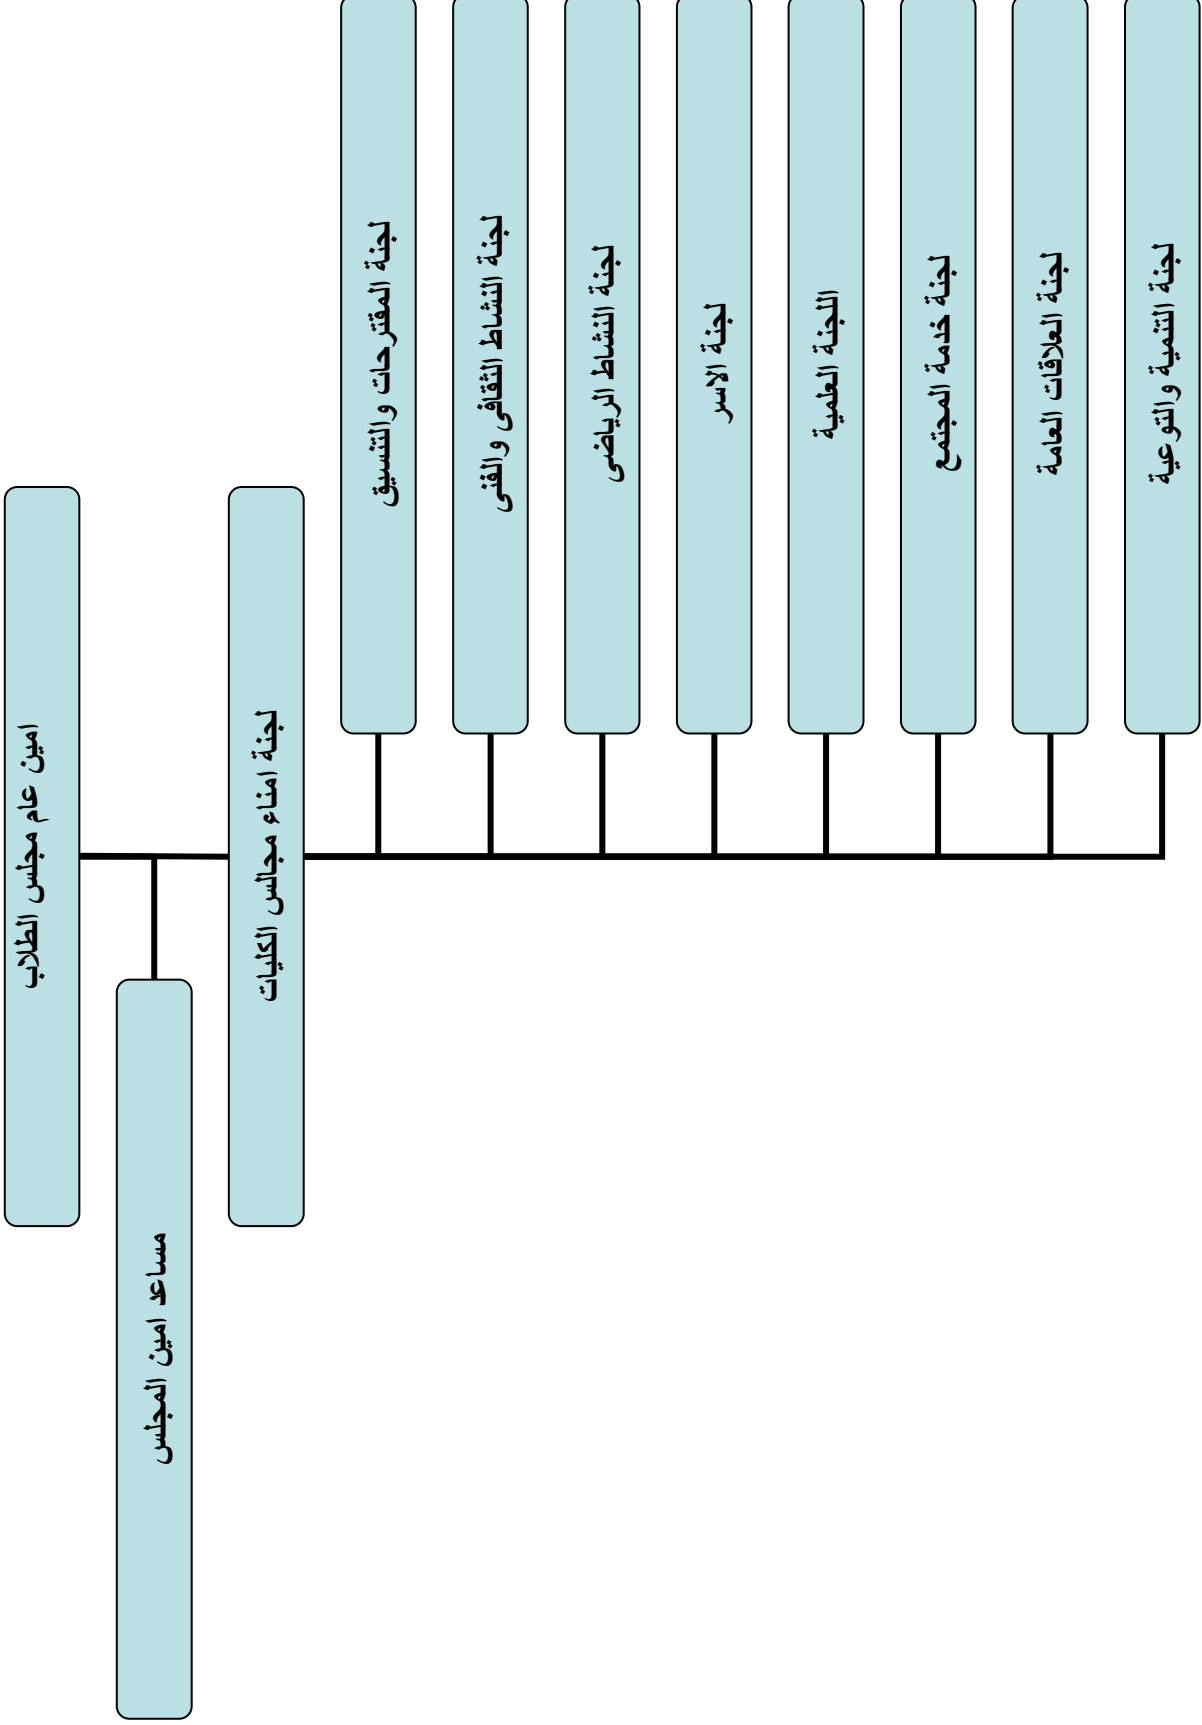 امين عام مجلس الطلاب
مساعد امين المجلس
لجنة امناء مجالس الكليات
لجنة المقترحات والتنسيق
لجنة النشاط الثقافى والفنى
لجنة النشاط الرياضى
لجنة الاسر
اللجنة العلمية
لجنة خدمة المجتمع
لجنة العلاقات العامة
لجنة التنمية والتوعية